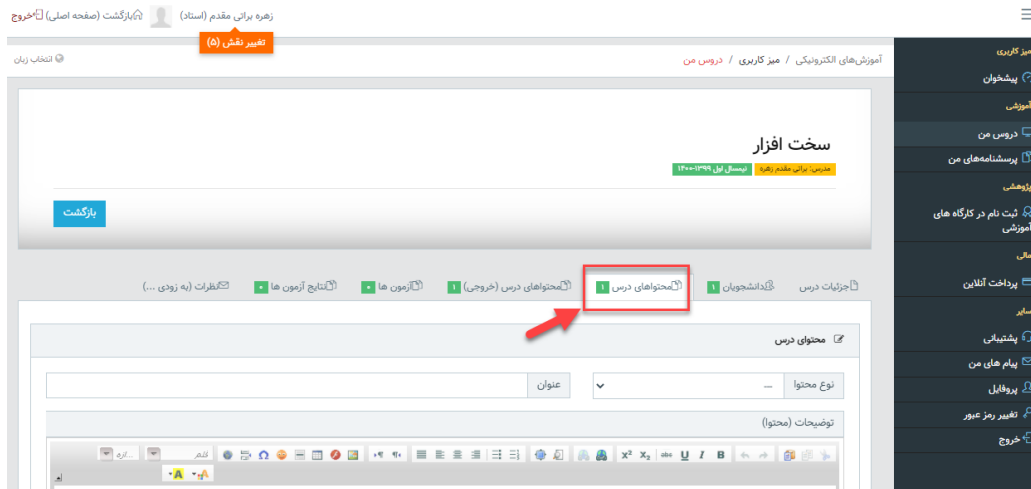 زهره براتی مقدم (استاد) بازگشت (صفحه اصلی) خروج
تغییر نقش (۵)
آموزش‌های الکترونیکی / میز کاربری / دروس من
انتخاب زبان
میز کاربری
پیشخوان
آموزشی
دروس من
پرسشنامه‌های من
پژوهشی
ثبت نام در کارگاه های
آموزشی
مالی
پرداخت آنلاین
سایر
پشتیبانی
پیام های من
پروفایل
تغییر رمز عبور
خروج
سخت افزار
مدرس: براتی مقدم زهره نیمسال اول ۱۳۹۹-۱۴۰۰
بازگشت
جزئیات درس دانشجویان ۱ محتواهای درس ۱ محتواهای درس (خروجی) ۱ آزمون ها ۰ نتایج آزمون ها ۰ نظرات (به زودی ...)
محتوای درس
نوع محتوا ... عنوان
توضیحات (محتوا)
قلم